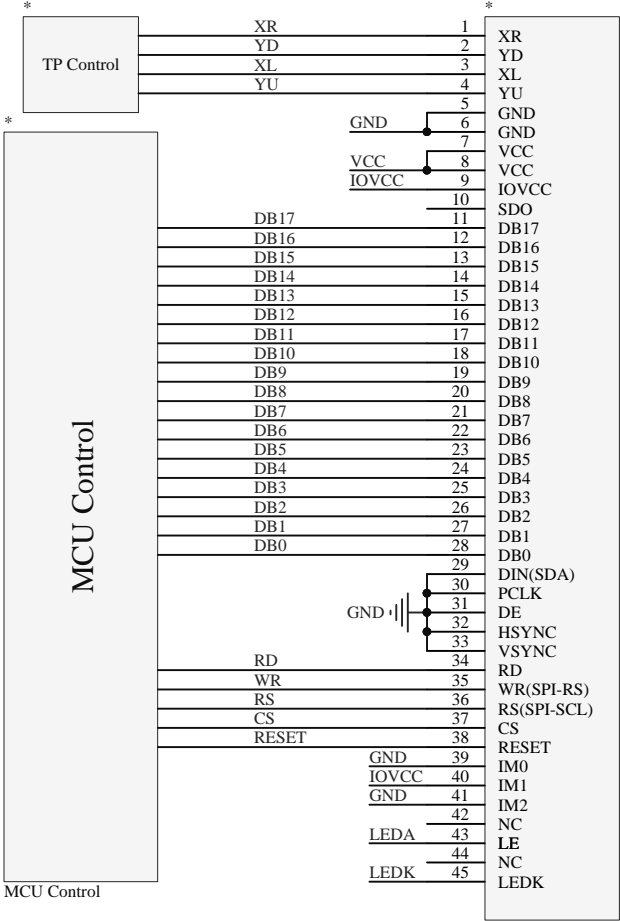 * *
TP Control XR 1 XR
YD 2 YD
XL 3 XL
YU 4 YU
5 GND
* GND 6 GND
7 VCC
VCC 8 VCC
IOVCC 9 IOVCC
10 SDO
DB17 11 DB17
DB16 12 DB16
DB15 13 DB15
DB14 14 DB14
DB13 15 DB13
DB12 16 DB12
DB11 17 DB11
DB10 18 DB10
DB9 19 DB9
DB8 20 DB8
DB7 21 DB7
DB6 22 DB6
DB5 23 DB5
DB4 24 DB4
DB3 25 DB3
DB2 26 DB2
DB1 27 DB1
DB0 28 DB0
MCU Control
29 DIN(SDA)
30 PCLK
GND 31 DE
32 HSYNC
33 VSYNC
RD 34 RD
WR 35 WR(SPI-RS)
RS 36 RS(SPI-SCL)
CS 37 CS
RESET 38 RESET
GND 39 IM0
IOVCC 40 IM1
GND 41 IM2
42 NC
LEDA 43 LE
44 NC
LEDK 45 LEDK
MCU Control